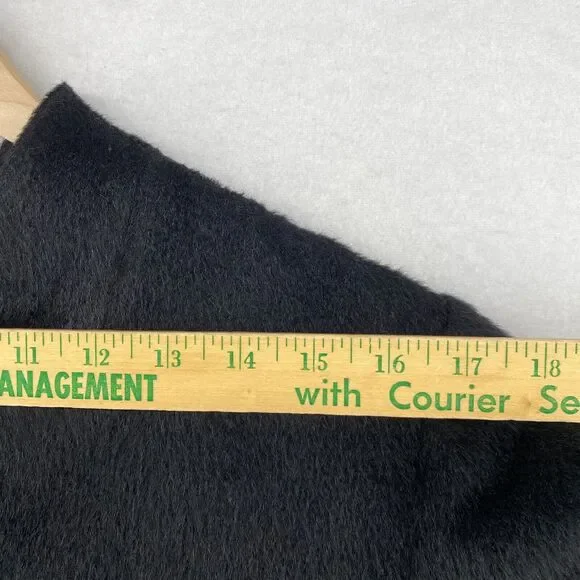 11 12 13 14 15 16 17 18
ANAGEMENT with Courier Se